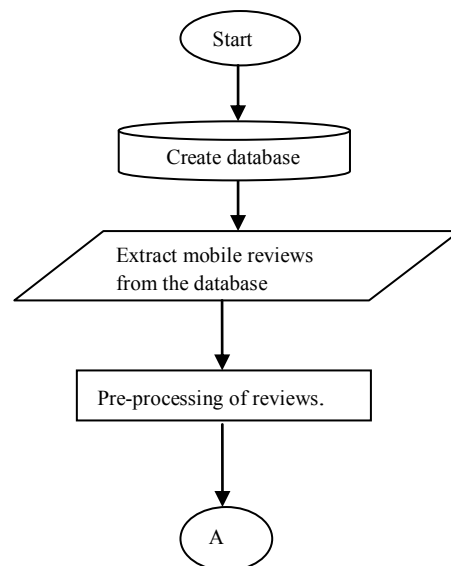 Start
Create database
Extract mobile reviews
from the database
Pre-processing of reviews.
A